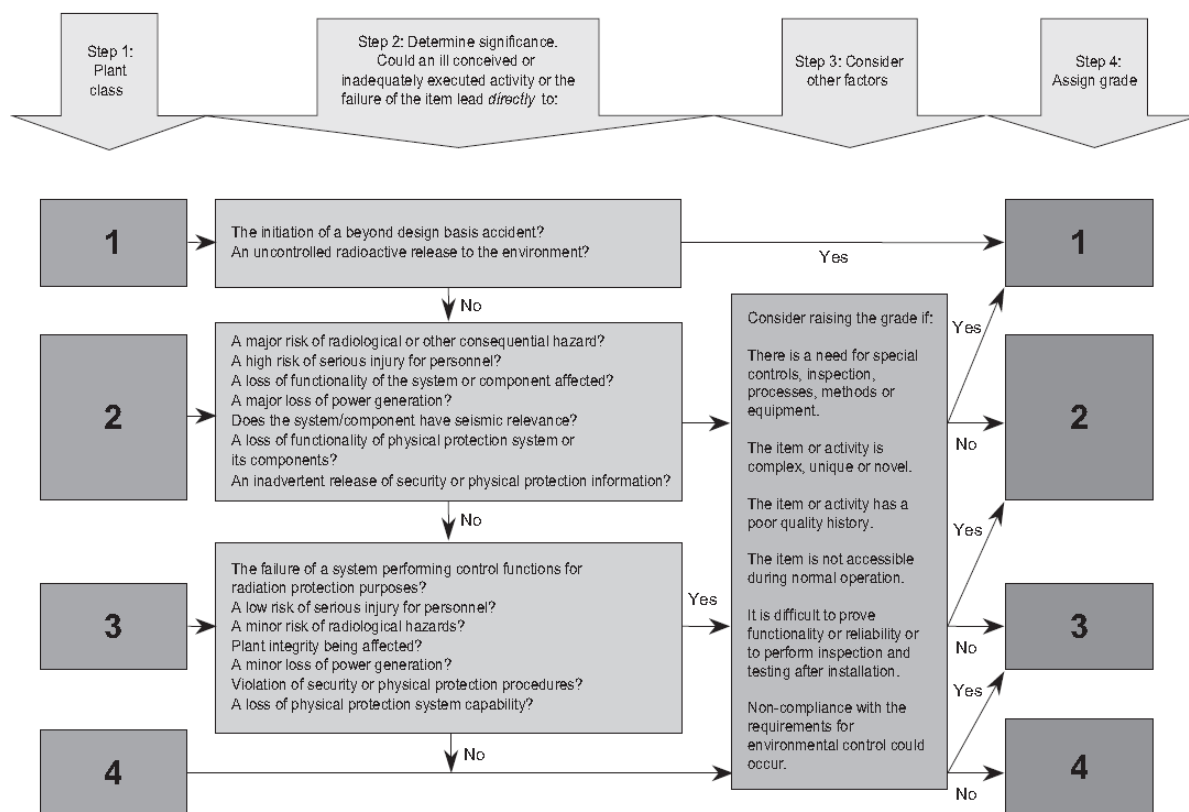 Step 1:
Plant
class
Step 2: Determine significance.
Could an ill conceived or
inadequately executed activity or the
failure of the item lead directly to:
Step 3: Consider
other factors
Step 4:
Assign grade
1
The initiation of a beyond design basis accident?
An uncontrolled radioactive release to the environment?
Yes
1
No
2
A major risk of radiological or other consequential hazard?
A high risk of serious injury for personnel?
A loss of functionality of the system or component affected?
A major loss of power generation?
Does the system/component have seismic relevance?
A loss of functionality of physical protection system or
its components?
An inadvertent release of security or physical protection information?
No
3
The failure of a system performing control functions for
radiation protection purposes?
A low risk of serious injury for personnel?
A minor risk of radiological hazards?
Plant integrity being affected?
A minor loss of power generation?
Violation of security or physical protection procedures?
A loss of physical protection system capability?
Yes
No
4
Consider raising the grade if:
There is a need for special
controls, inspection,
processes, methods or
equipment.
The item or activity is
complex, unique or novel.
The item or activity has a
poor quality history.
The item is not accessible
during normal operation.
It is difficult to prove
functionality or reliability or
to perform inspection and
testing after installation.
Non-compliance with the
requirements for
environmental control could
occur.
Yes
No
2
Yes
No
3
Yes
No
4